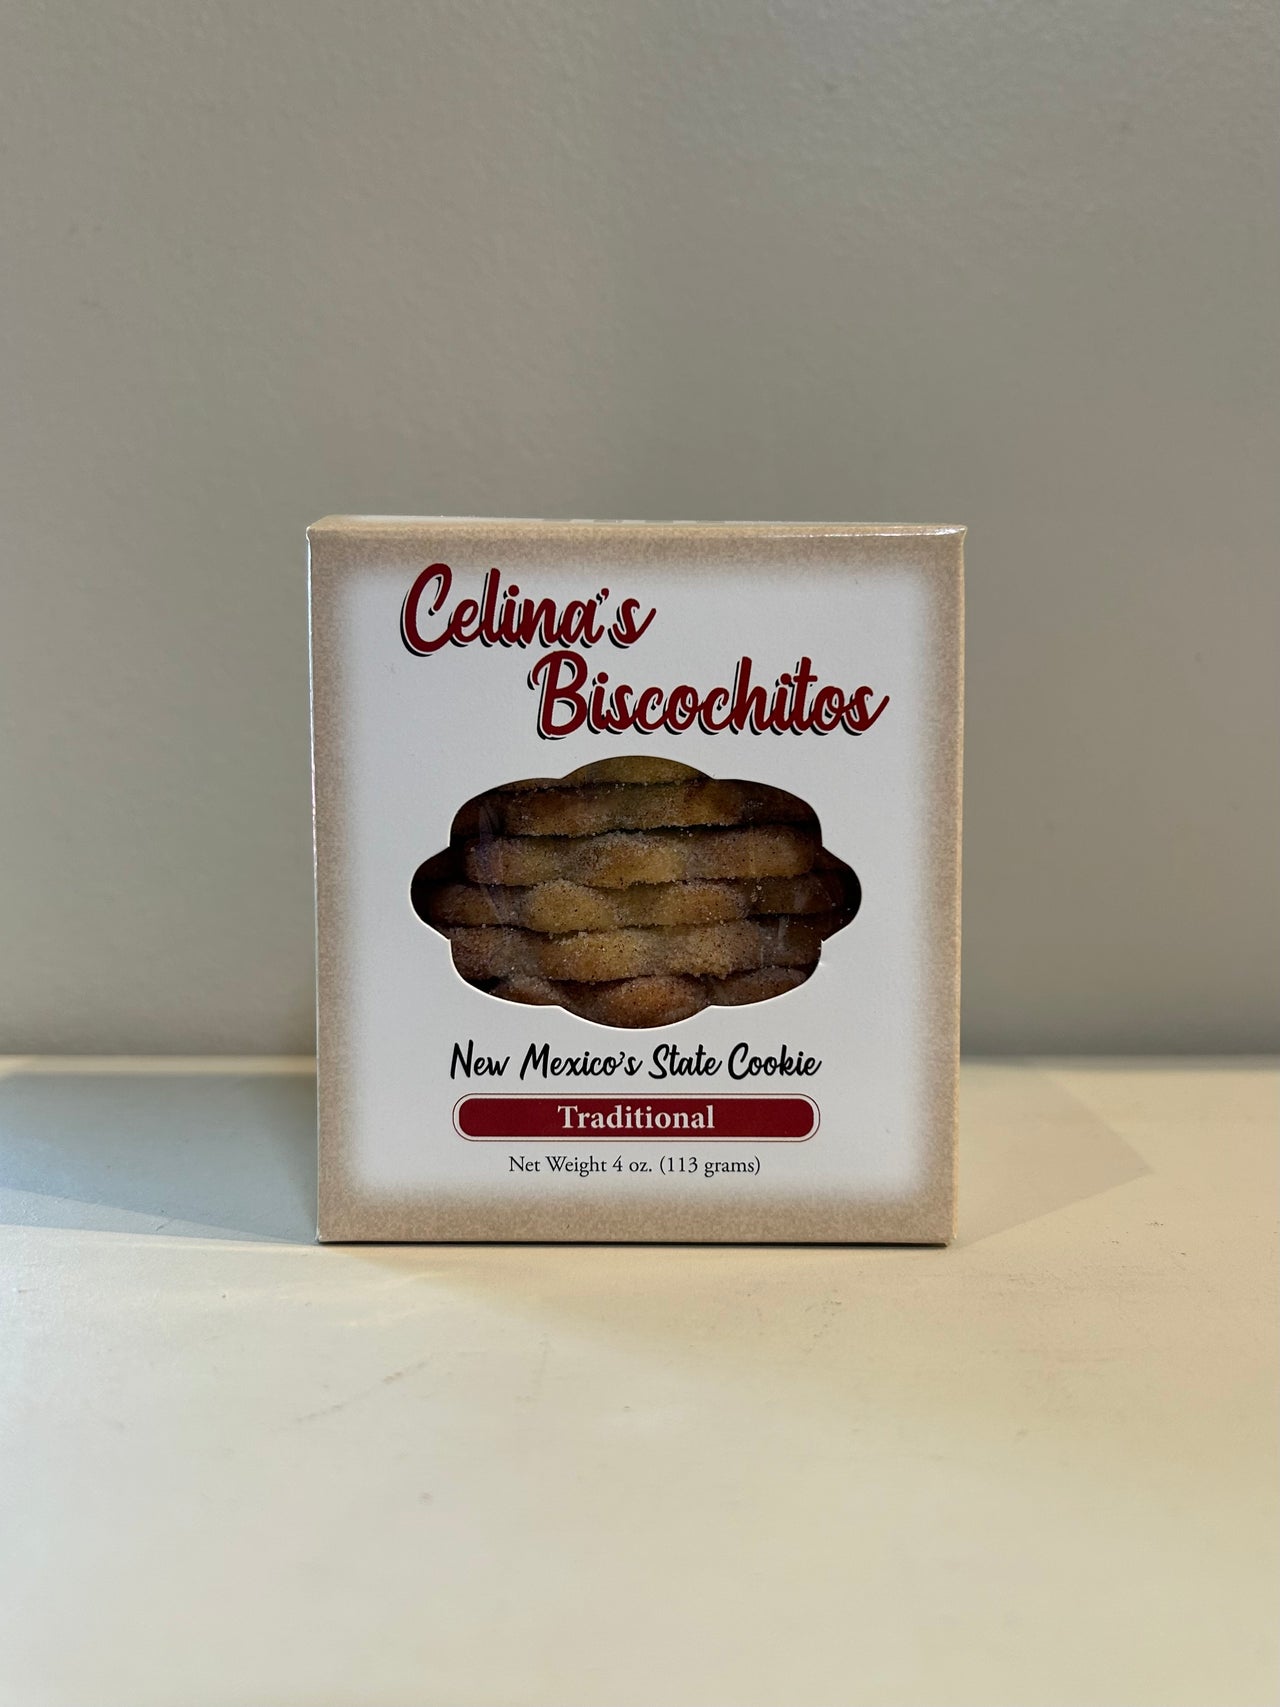 Celina's
Biscochitos
New Mexico's State Cookie
Traditional
Net Weight 4 oz. (113 grams)